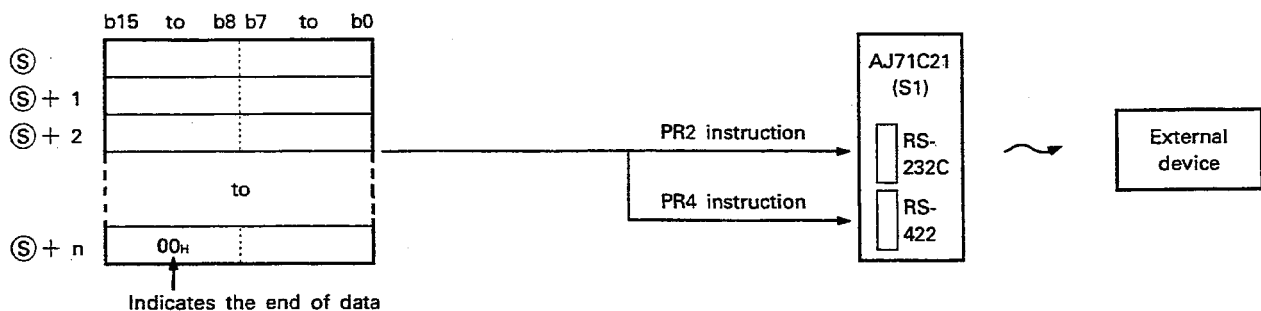 b15 to b8 b7 to b0
Ⓢ
Ⓢ + 1
Ⓢ + 2
to
Ⓢ + n 00H
Indicates the end of data
PR2 instruction
PR4 instruction
AJ71C21
(S1)
RS-
232C
RS-
422
External
device